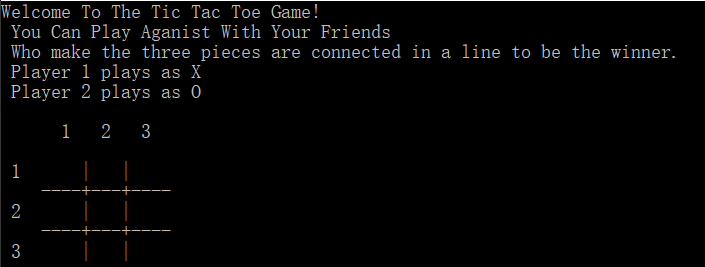 Welcome To The Tic Tac Toe Game!
You Can Play Aganist With Your Friends
Who make the three pieces are connected in a line to be the winner.
Player 1 plays as X
Player 2 plays as O
1 2 3
1 | |
----+---+----
2 | |
----+---+----
3 | |